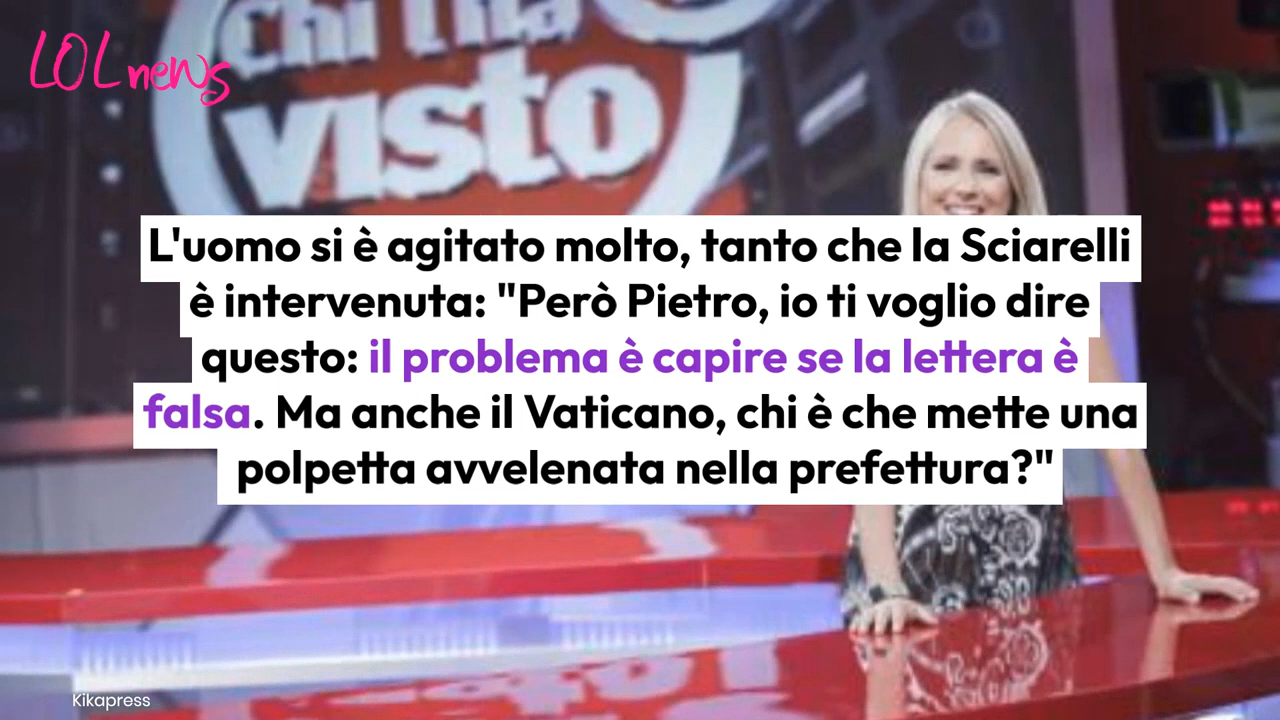 LOLnews
Chi l'ha
visto
L'uomo si è agitato molto, tanto che la Sciarelli
è intervenuta: "Però Pietro, io ti voglio dire
questo: il problema è capire se la lettera è
falsa. Ma anche il Vaticano, chi è che mette una
polpetta avvelenata nella prefettura?"
Kikapress